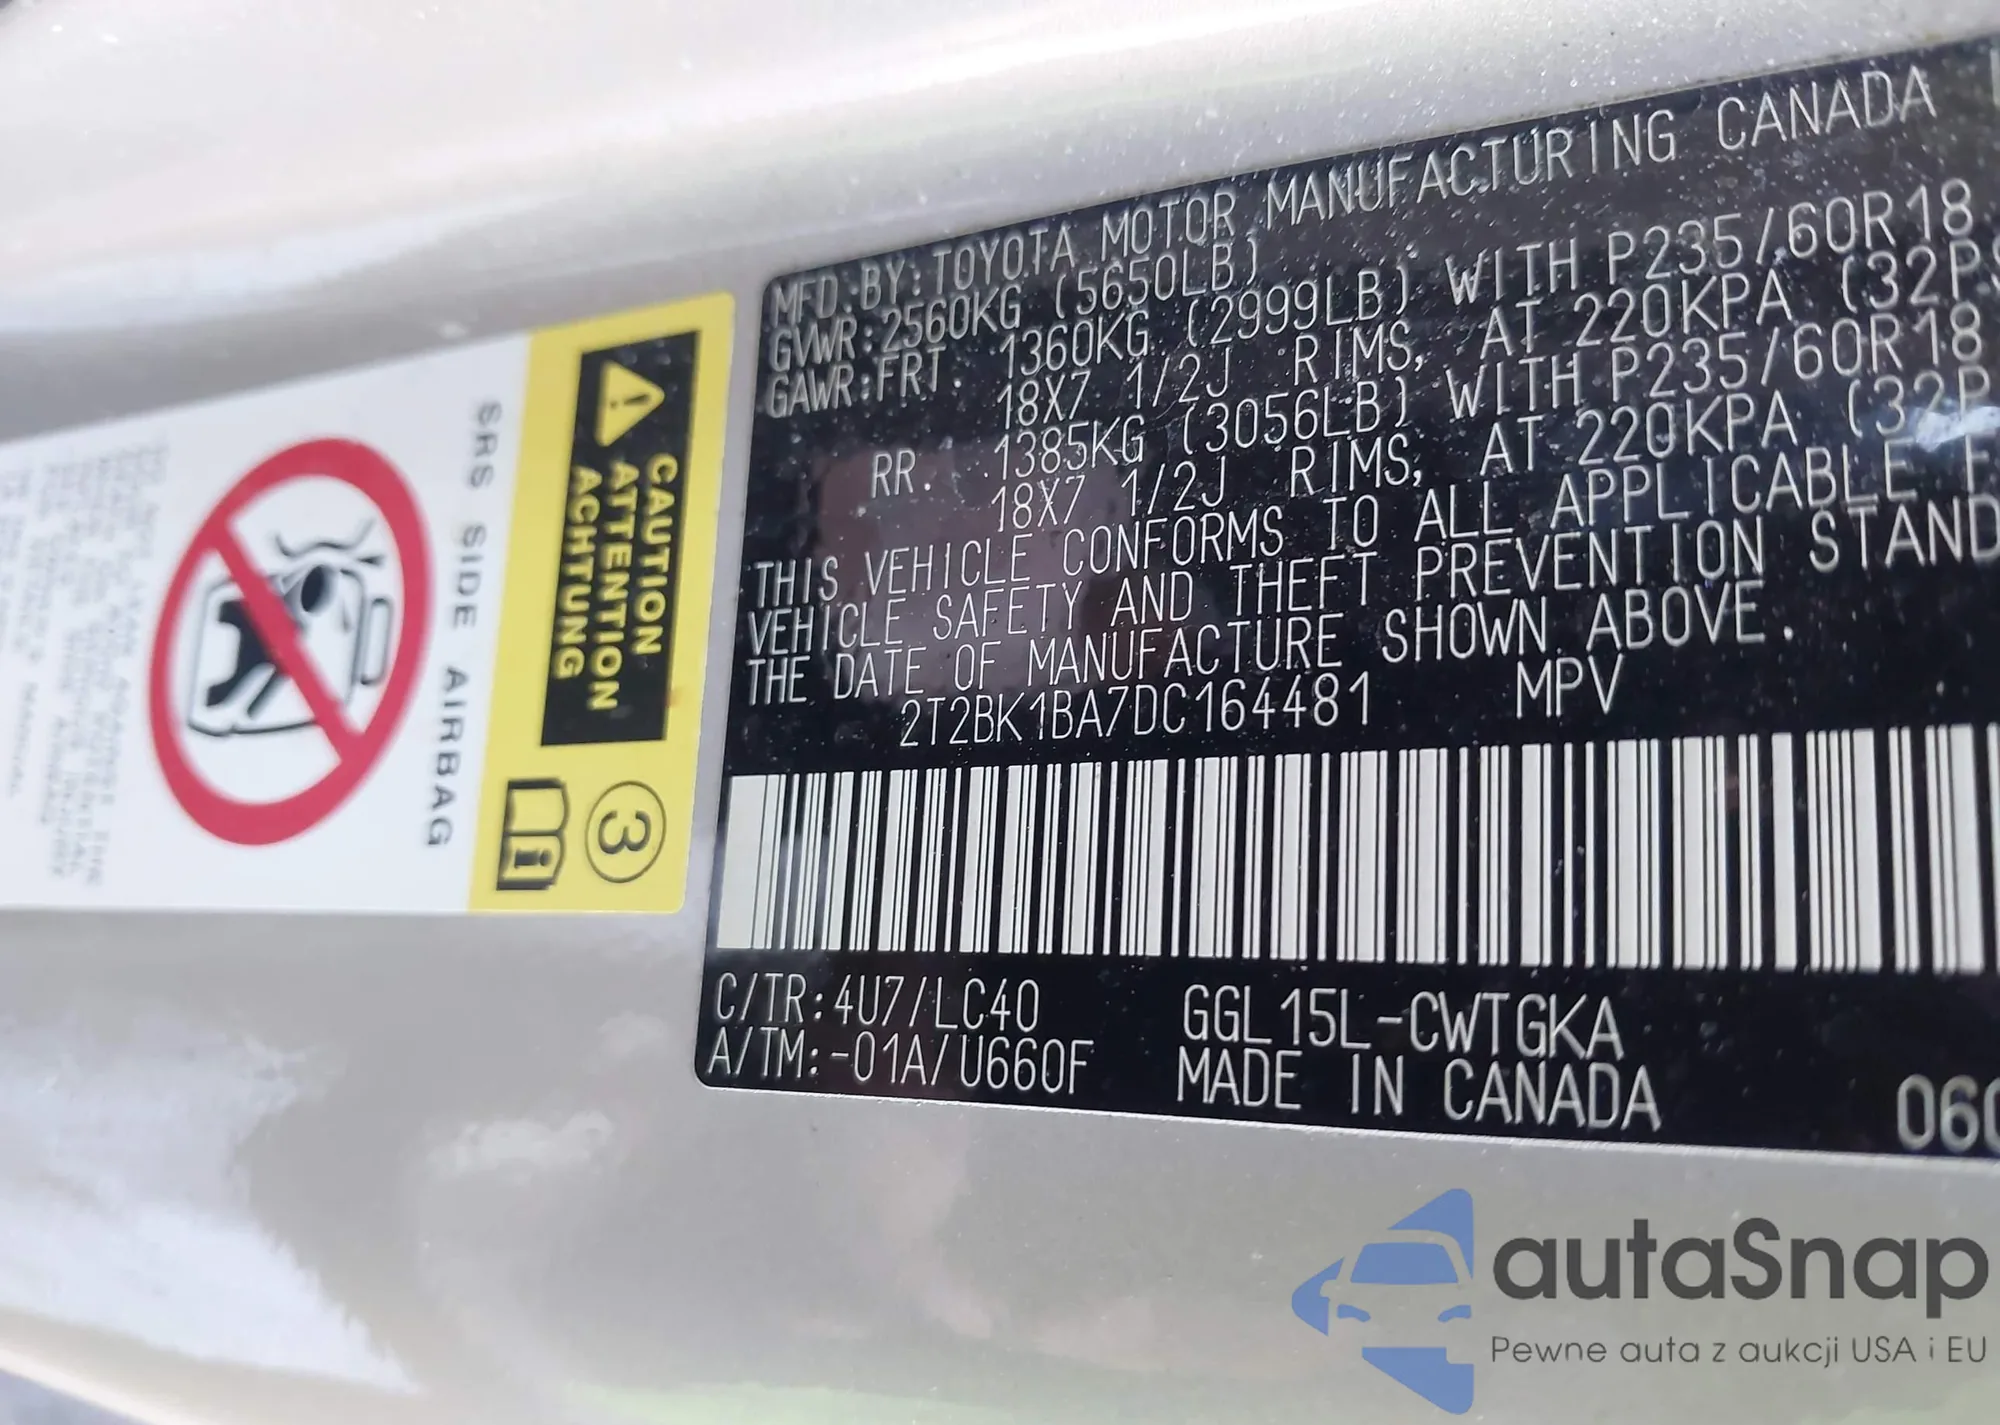 MFD.BY:TOYOTA MOTOR MANUFACTURING CANADA
GVWR:2560KG (5650LB)
GAWR:FRT. 1360KG (2999LB) WITH P235/60R18
18X7 1/2J RIMS, AT 220KPA (32PS
RR. 1385KG (3056LB) WITH P235/60R18
18X7 1/2J RIMS, AT 220KPA (32P
THIS VEHICLE CONFORMS TO ALL APPLICABLE F
VEHICLE SAFETY AND THEFT PREVENTION STAND
THE DATE OF MANUFACTURE SHOWN ABOVE.
2T2BK1BA7DC164481 MPV
C/TR:4U7/LC40 GGL15L-CWTGKA
A/TM:-01A/U660F MADE IN CANADA
060
CAUTION
ATTENTION
ACHTUNG
3
i
SRS SIDE AIRBAG
autaSnap
Pewne auta z aukcji USA i EU